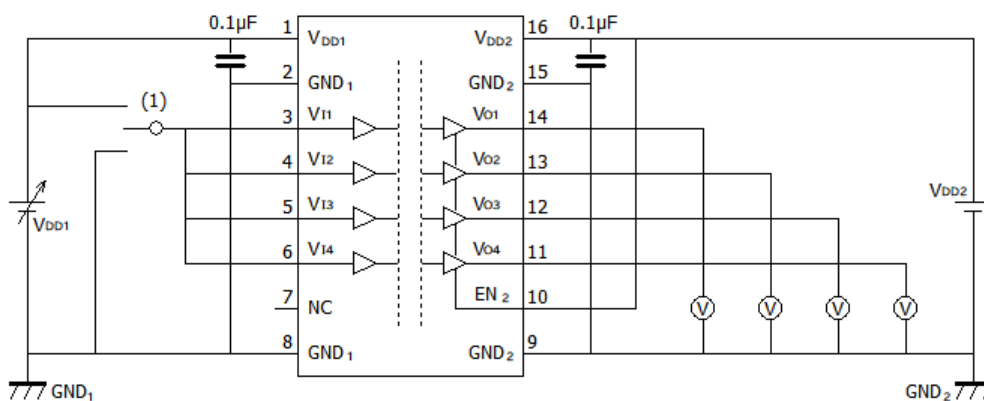 0.1µF 1 16 0.1µF
VDD1 VDD2
2 15
GND1 GND2
(1) 3 VI1 VO1 14
4 VI2 VO2 13
5 VI3 VO3 12
VDD1 VDD2
6 VI4 VO4 11
7 NC EN2 10
V V V V
8 GND1 GND2 9
GND1 GND2